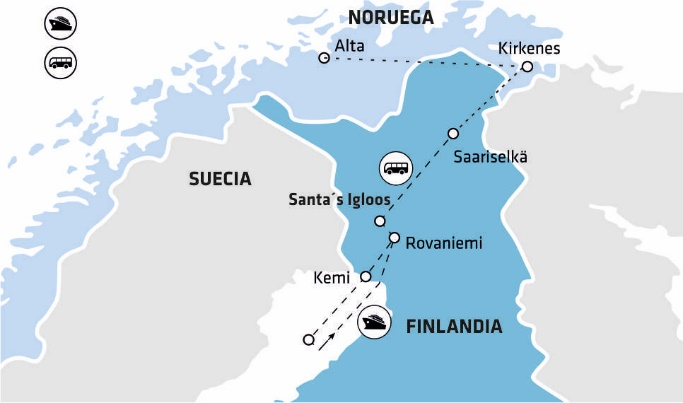 NORUEGA
Alta
Kirkenes
Saariselkä
SUECIA
Santa´s Igloos
Rovaniemi
Kemi
FINLANDIA